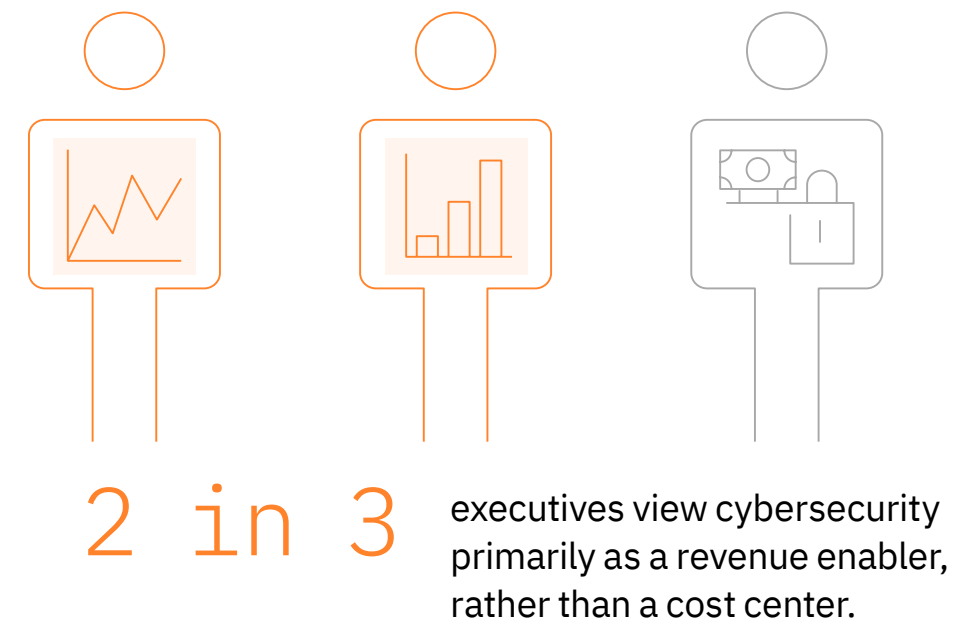 2 in 3
executives view cybersecurity
primarily as a revenue enabler,
rather than a cost center.